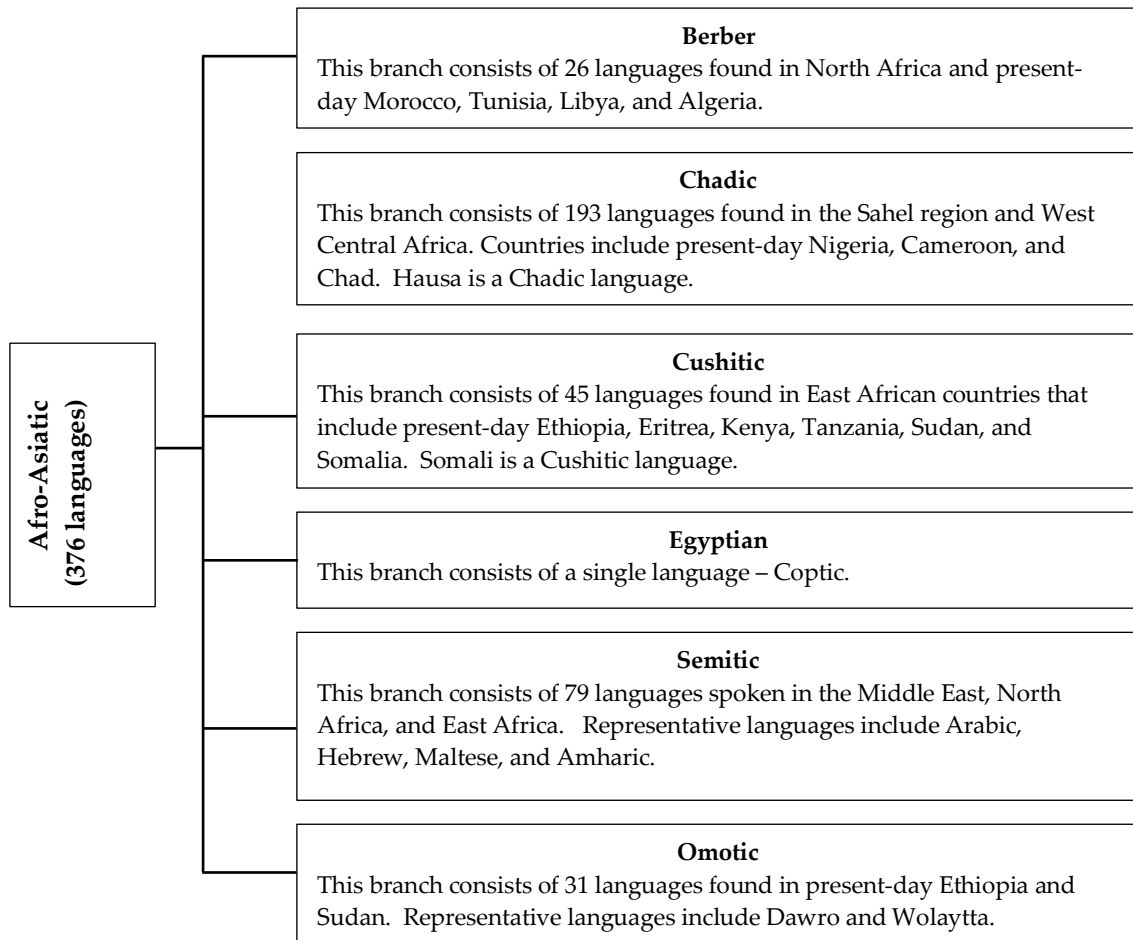 Berber
This branch consists of 26 languages found in North Africa and present-
day Morocco, Tunisia, Libya, and Algeria.
Chadic
This branch consists of 193 languages found in the Sahel region and West
Central Africa. Countries include present-day Nigeria, Cameroon, and
Chad.  Hausa is a Chadic language.
Afro-Asiatic
(376 languages)
Cushitic
This branch consists of 45 languages found in East African countries that
include present-day Ethiopia, Eritrea, Kenya, Tanzania, Sudan, and
Somalia.  Somali is a Cushitic language.
Egyptian
This branch consists of a single language – Coptic.
Semitic
This branch consists of 79 languages spoken in the Middle East, North
Africa, and East Africa.   Representative languages include Arabic,
Hebrew, Maltese, and Amharic.
Omotic
This branch consists of 31 languages found in present-day Ethiopia and
Sudan.  Representative languages include Dawro and Wolaytta.